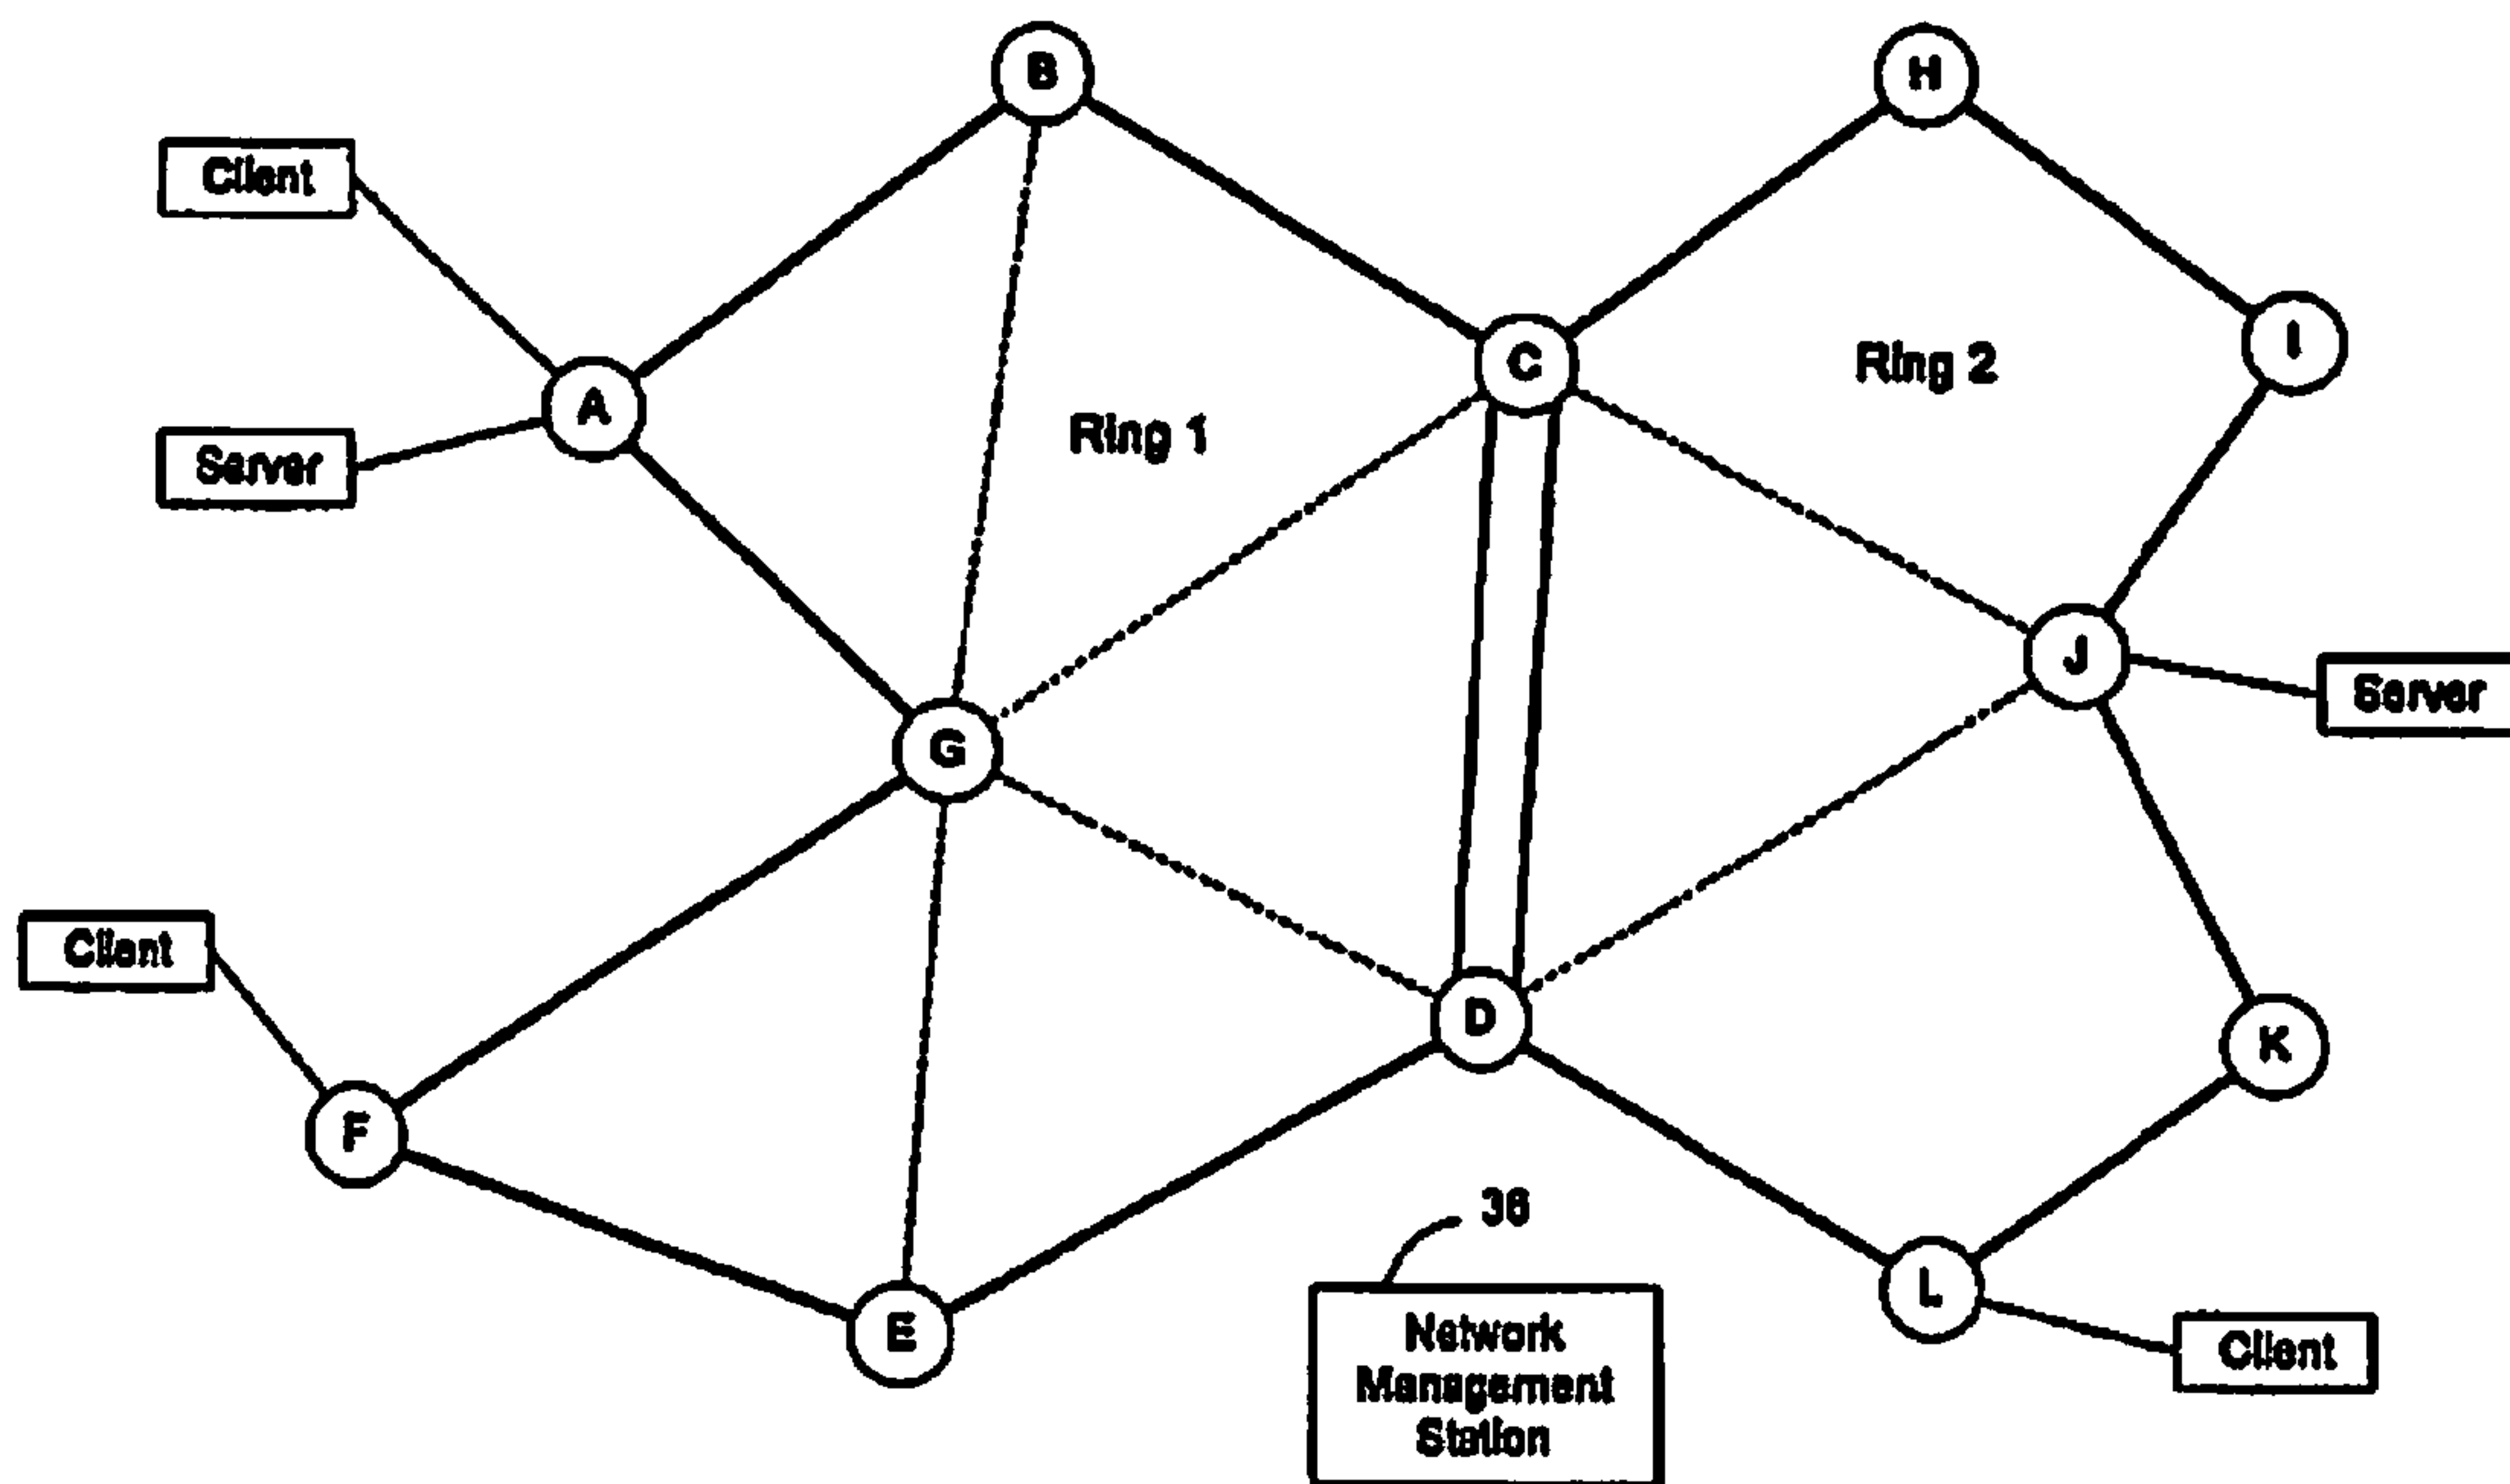 B
H
Client
C
I
Ring 2
A
Ring 1
Server
J
Server
G
Client
D
K
F
36
L
E
Network
Management
Station
Client